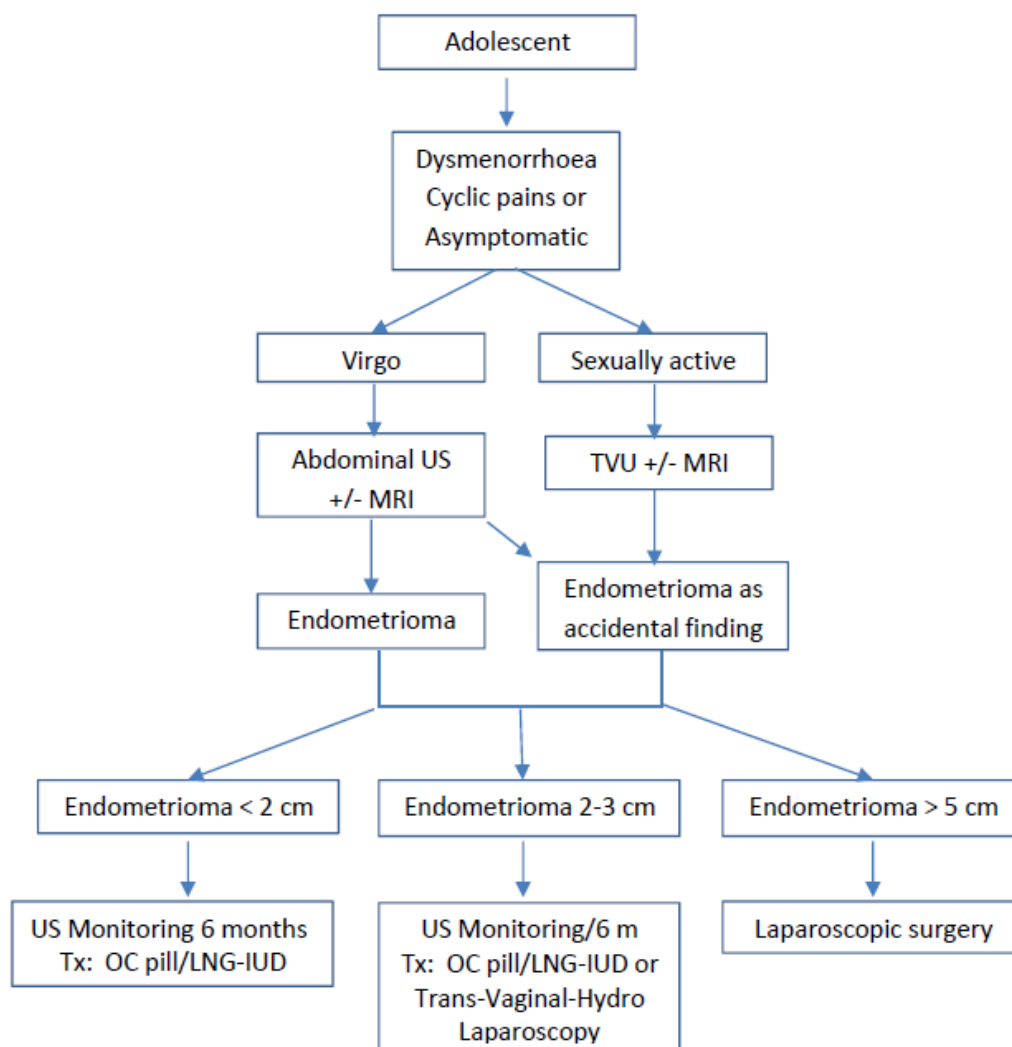 Adolescent
Dysmenorrhoea
Cyclic pains or
Asymptomatic
Virgo
Sexually active
Abdominal US
+/- MRI
TVU +/- MRI
Endometrioma
Endometrioma as
accidental finding
Endometrioma < 2 cm
Endometrioma 2-3 cm
Endometrioma > 5 cm
US Monitoring 6 months
Tx: OC pill/LNG-IUD
US Monitoring/6 m
Tx: OC pill/LNG-IUD or
Trans-Vaginal-Hydro
Laparoscopy
Laparoscopic surgery